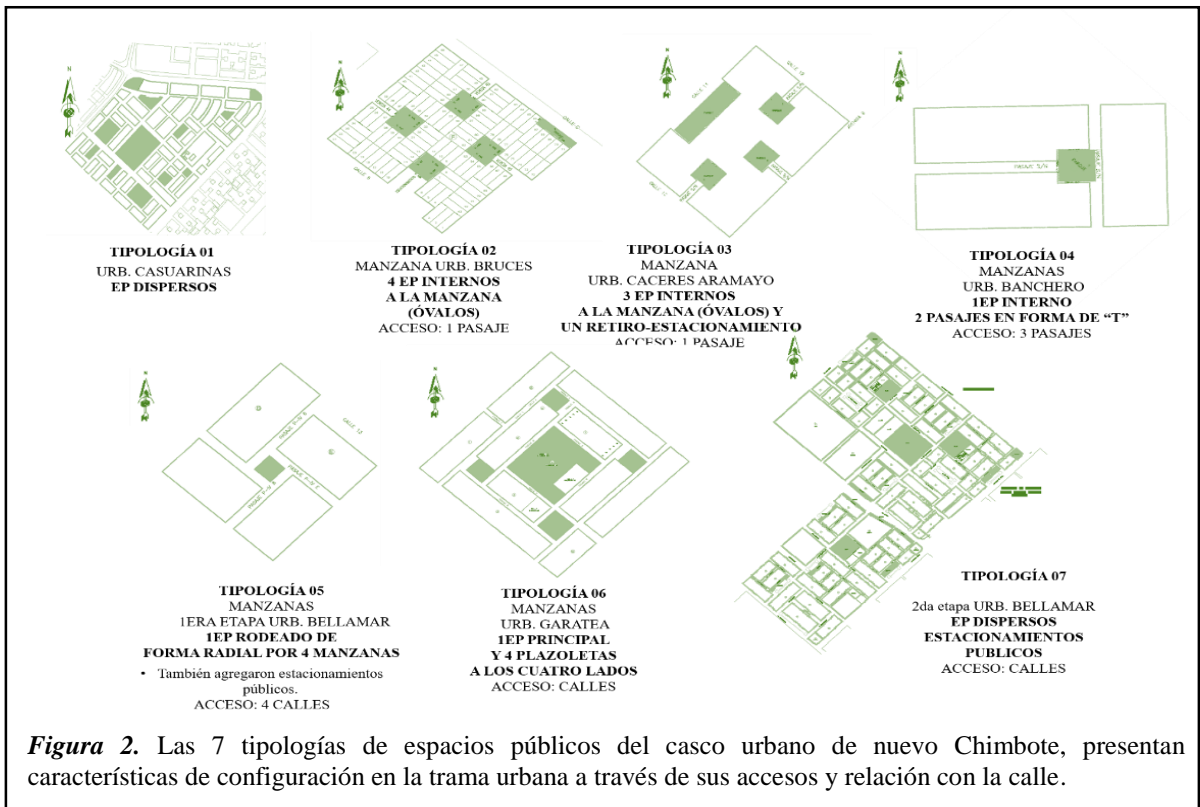 TIPOLOGÍA 01
URB. CASUARINAS
EP DISPERSOS
TIPOLOGÍA 02
MANZANA URB. BRUCES
4 EP INTERNOS
A LA MANZANA
(ÓVALOS)
ACCESO: 1 PASAJE
TIPOLOGÍA 03
MANZANA
URB. CACERES ARAMAYO
3 EP INTERNOS
A LA MANZANA (ÓVALOS) Y
UN RETIRO-ESTACIONAMIENTO
ACCESO: 1 PASAJE
TIPOLOGÍA 04
MANZANAS
URB. BANCHERO
1EP INTERNO
2 PASAJES EN FORMA DE “T”
ACCESO: 3 PASAJES
TIPOLOGÍA 05
MANZANAS
1ERA ETAPA URB. BELLAMAR
1EP RODEADO DE
FORMA RADIAL POR 4 MANZANAS
• También agregaron estacionamientos
públicos.
ACCESO: 4 CALLES
TIPOLOGÍA 06
MANZANAS
URB. GARATEA
1EP PRINCIPAL
Y 4 PLAZOLETAS
A LOS CUATRO LADOS
ACCESO: CALLES
TIPOLOGÍA 07
2da etapa URB. BELLAMAR
EP DISPERSOS
ESTACIONAMIENTOS
PUBLICOS
ACCESO: CALLES
Figura 2. Las 7 tipologías de espacios públicos del casco urbano de nuevo Chimbote, presentan
características de configuración en la trama urbana a través de sus accesos y relación con la calle.